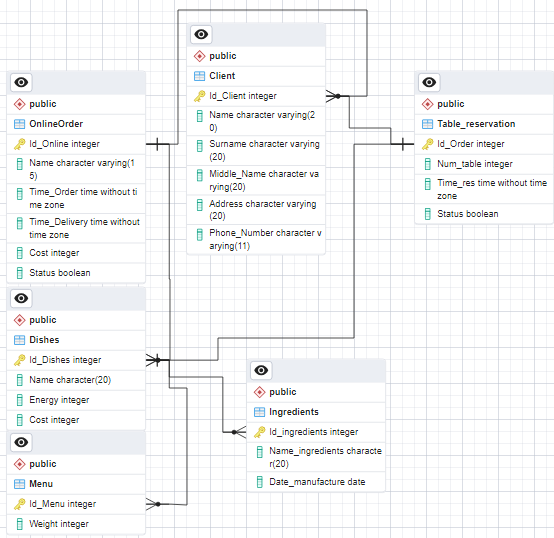 public
Client
Id_Client integer
Name character varying(2
0)
Surname character varying
(20)
Middle_Name character va
rying(20)
Address character varying
(20)
Phone_Number character v
arying(11)
public
OnlineOrder
Id_Online integer
Name character varying(1
5)
Time_Order time without ti
me zone
Time_Delivery time without
time zone
Cost integer
Status boolean
public
Table_reservation
Id_Order integer
Num_table integer
Time_res time without time
zone
Status boolean
public
Dishes
Id_Dishes integer
Name character(20)
Energy integer
Cost integer
public
Ingredients
Id_ingredients integer
Name_ingredients characte
r(20)
Date_manufacture date
public
Menu
Id_Menu integer
Weight integer